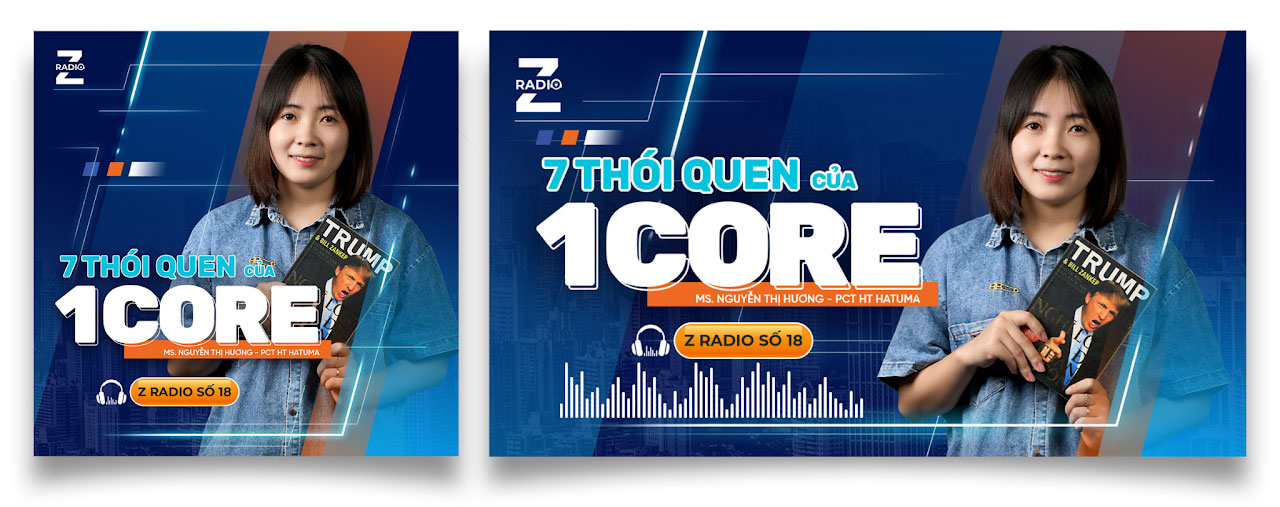 Z
RADIO
7 THÓI QUEN CỦA
1CORE
MS. NGUYỄN THỊ HƯƠNG - PCT HT HATUMA
Z RADIO SỐ 18
TRUMP
& BILL ZANKER
Z
RADIO
7 THÓI QUEN CỦA
1CORE
MS. NGUYỄN THỊ HƯƠNG - PCT HT HATUMA
Z RADIO SỐ 18
TRUMP
& BILL ZANKER